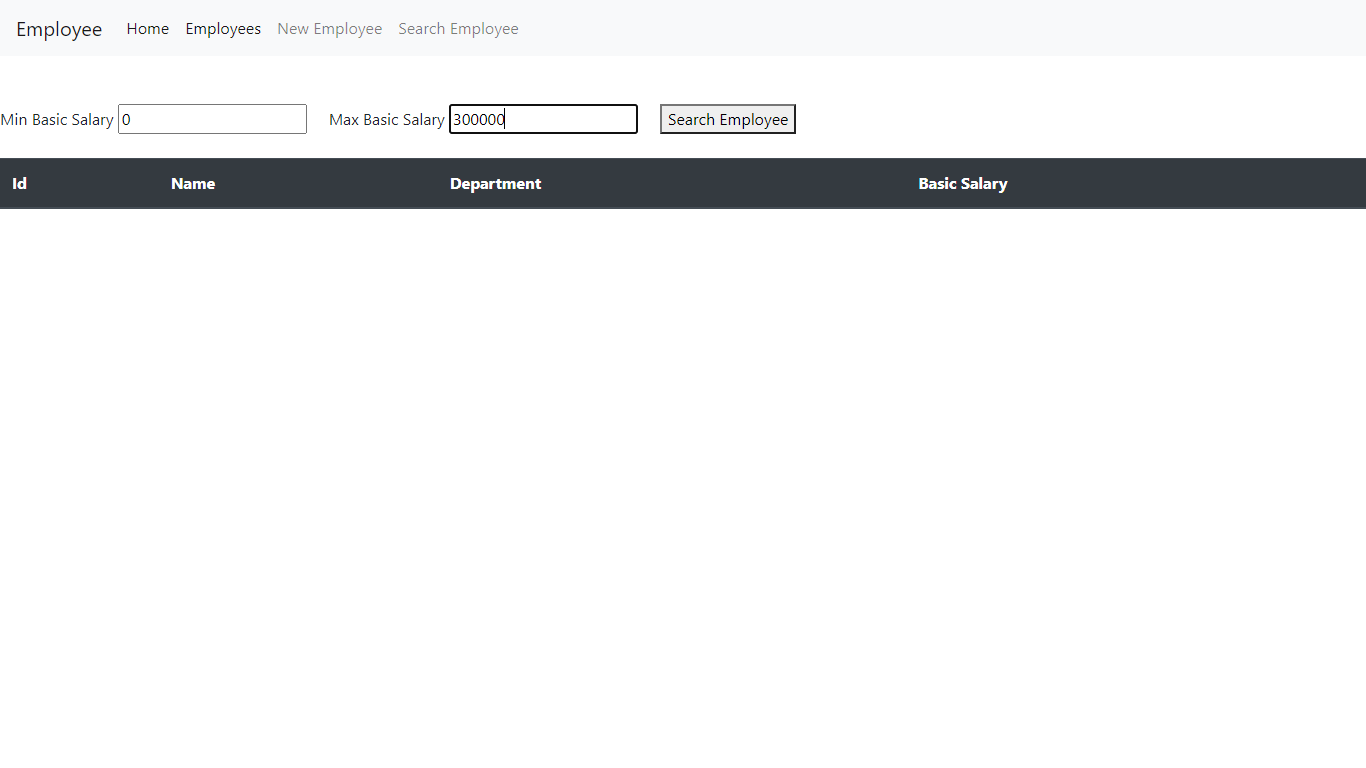 Employee Home Employees New Employee Search Employee
Min Basic Salary 0 Max Basic Salary 300000 Search Employee
Id Name Department Basic Salary